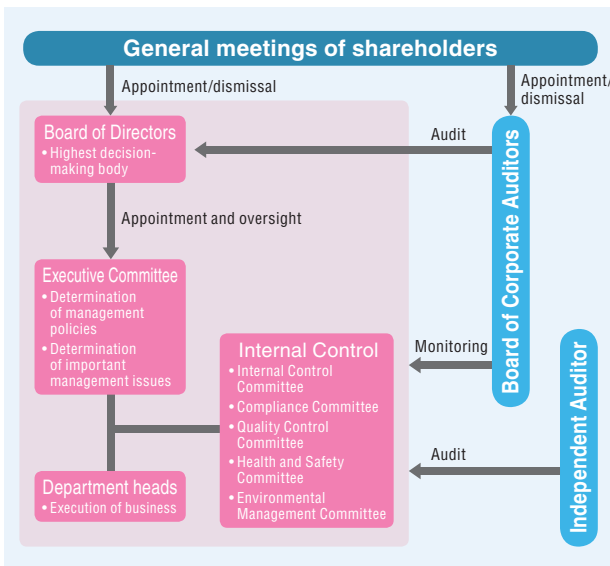 General meetings of shareholders
Appointment/dismissal
Appointment/
dismissal
Board of Directors
• Highest decision-
making body
Audit
Board of Corporate Auditors
Appointment and oversight
Executive Committee
• Determination
of management
policies
• Determination
of important
management issues
Internal Control
• Internal Control
Committee
• Compliance Committee
• Quality Control
Committee
• Health and Safety
Committee
• Environmental
Management Committee
Monitoring
Independent Auditor
Audit
Department heads
• Execution of business